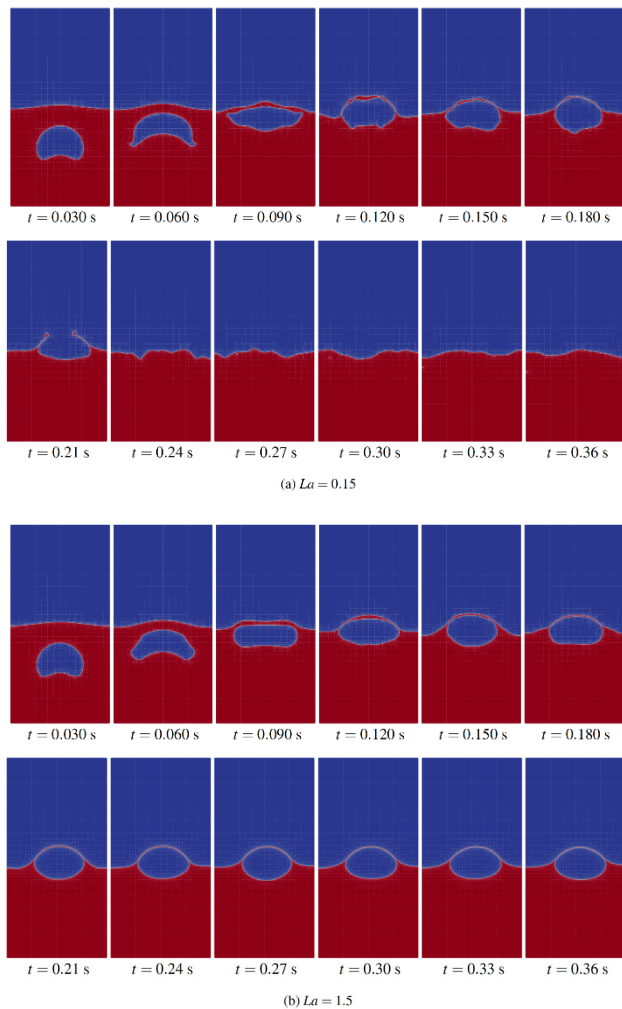 t = 0.030 s t = 0.060 s t = 0.090 s t = 0.120 s t = 0.150 s t = 0.180 s
t = 0.21 s t = 0.24 s t = 0.27 s t = 0.30 s t = 0.33 s t = 0.36 s
(a) La = 0.15
t = 0.030 s t = 0.060 s t = 0.090 s t = 0.120 s t = 0.150 s t = 0.180 s
t = 0.21 s t = 0.24 s t = 0.27 s t = 0.30 s t = 0.33 s t = 0.36 s
(b) La = 1.5